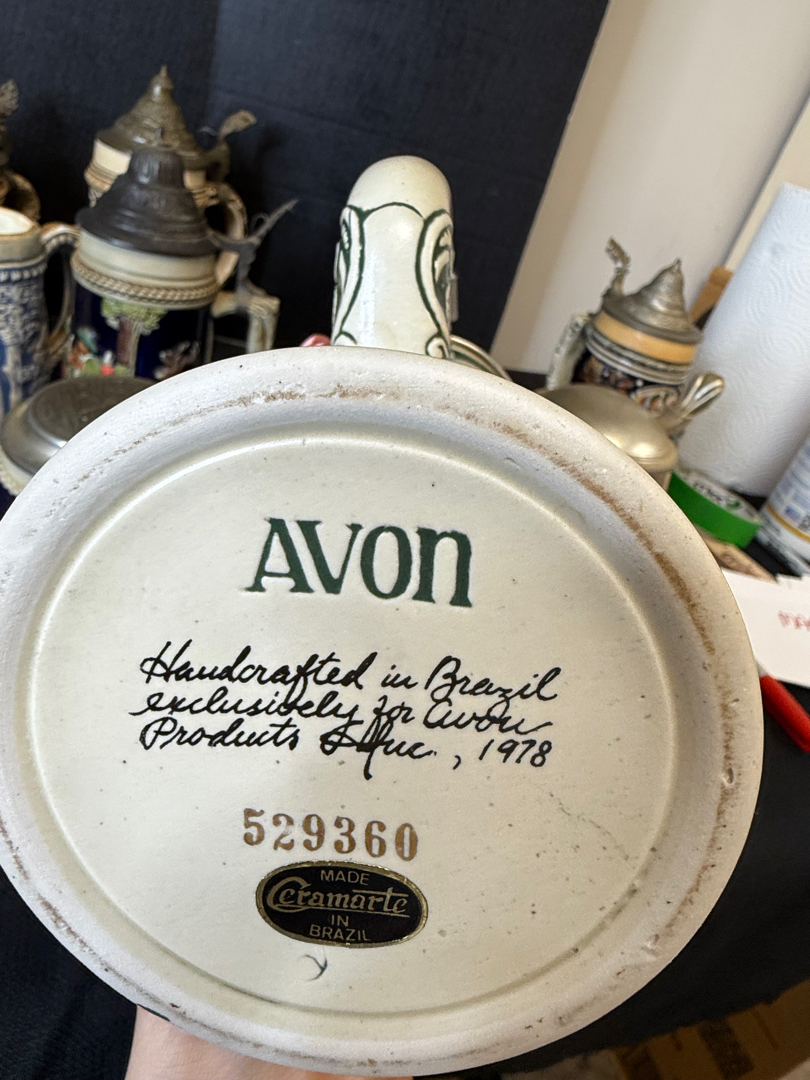 AVON
Handcrafted in Brazil
exclusively for Avon
Products Inc., 1978
529360
MADE
Ceramarte
IN
BRAZIL